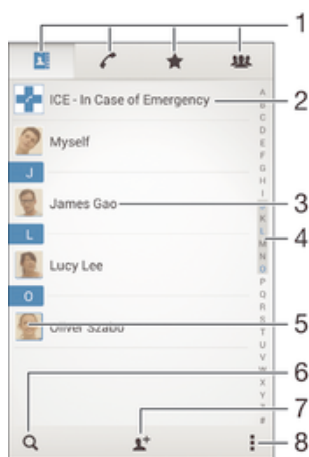 1
ICE - In Case of Emergency
2
A
B
C
D
E
F
G
H
I
J
K
L
M
N
O
P
Q
R
S
T
U
V
W
X
Y
Z
#
Myself
J
James Gao
3
4
L
Lucy Lee
O
5
Oliver Szabo
6
7
8